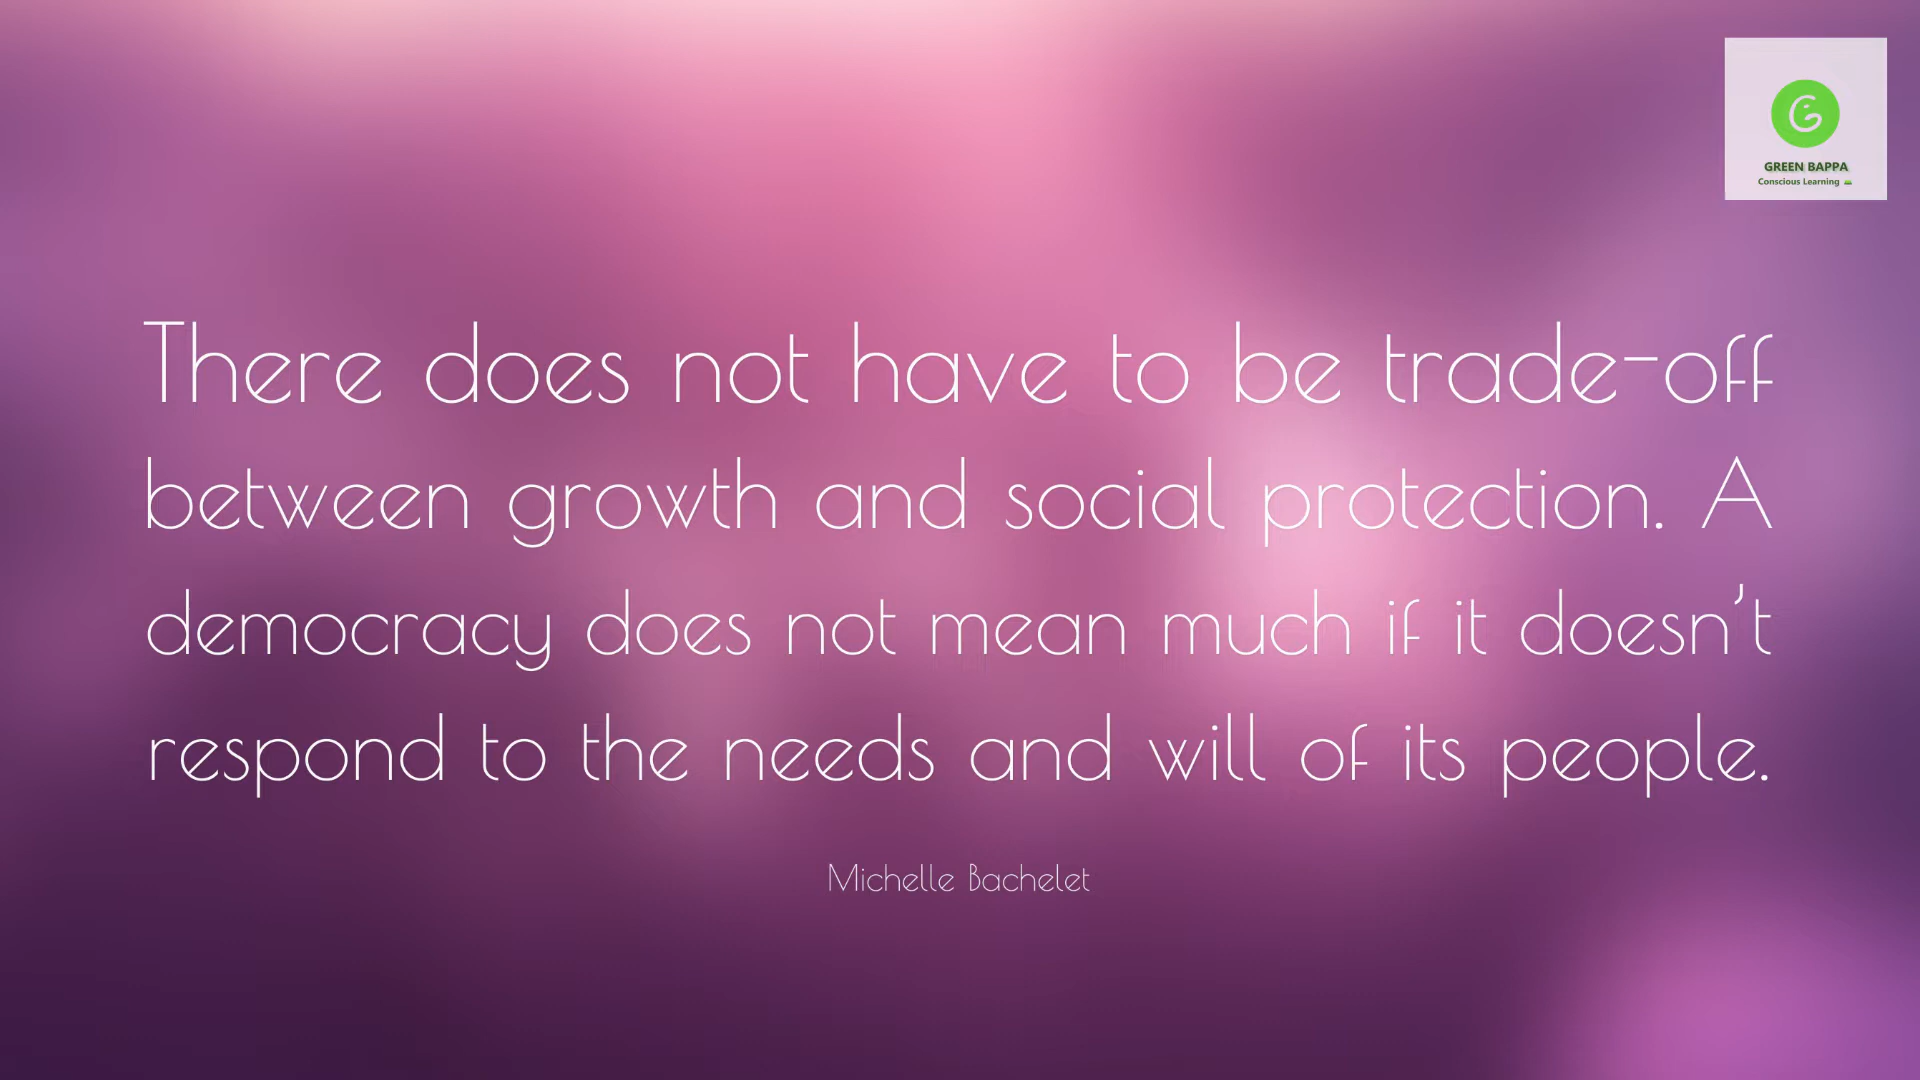 GREEN BAPPA
Conscious Learning
There does not have to be trade-off
between growth and social protection. A
democracy does not mean much if it doesn't
respond to the needs and will of its people.
Michelle Bachelet